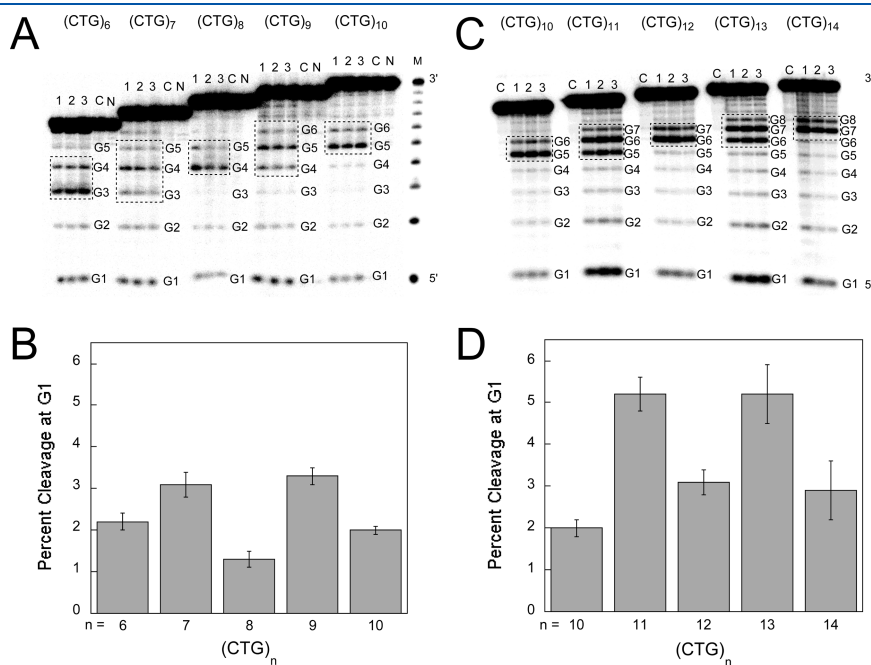 A
(CTG)6 (CTG)7 (CTG)8 (CTG)9 (CTG)10
1 2 3 C N
1 2 3 C N
1 2 3 C N
1 2 3 C N
1 2 3 C N
M
3'
G5 G5 G5 G6 G6
G4 G4 G4 G5 G5
G3 G3 G3 G4 G4
G3 G3
G2 G2 G2 G2 G2
G1 G1 G1 G1 G1
5'
C
(CTG)10 (CTG)11 (CTG)12 (CTG)13 (CTG)14
C 1 2 3
C 1 2 3
C 1 2 3
C 1 2 3
C 1 2 3
3
G6 G7 G7 G8 G8
G5 G6 G6 G7 G7
G5 G5 G6 G6
G5 G5
G4 G4 G4 G4 G4
G3 G3 G3 G3 G3
G2 G2 G2 G2 G2
G1 G1 G1 G1 G1
5
B
Percent Cleavage at G1
6
5
4
3
2
1
0
n = 6 7 8 9 10
(CTG)n
D
Percent Cleavage at G1
6
5
4
3
2
1
0
n = 10 11 12 13 14
(CTG)n